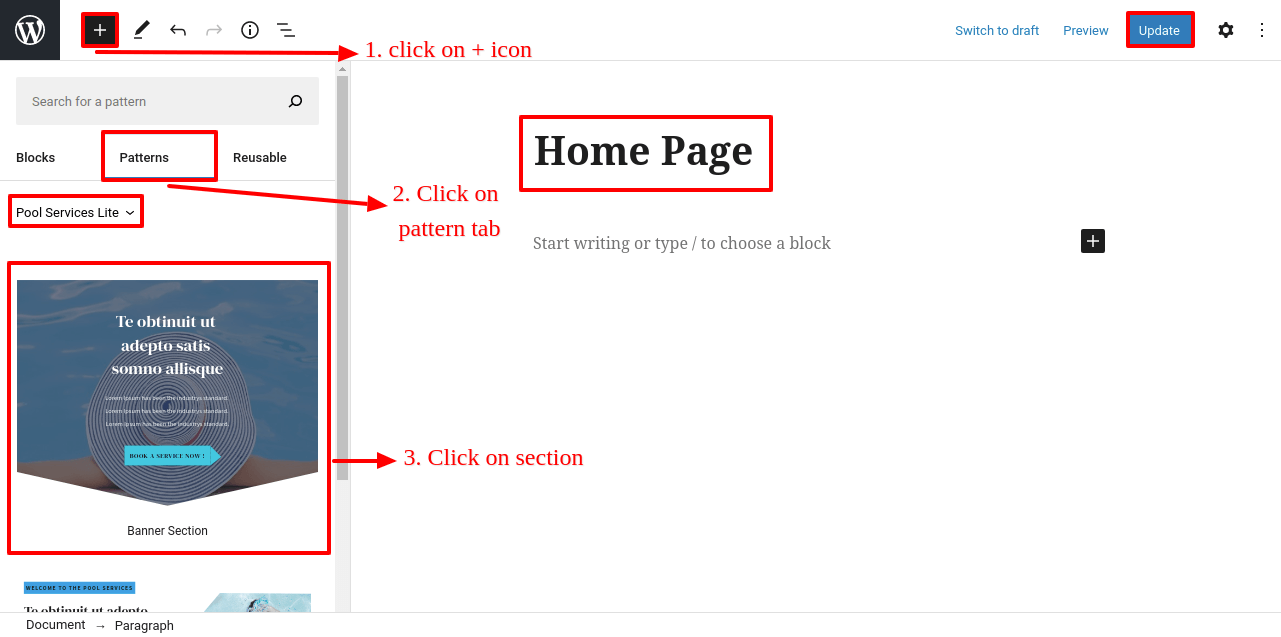 1. click on + icon
Switch to draft
Preview
Update
Search for a pattern
Blocks
Patterns
Reusable
Home Page
2. Click on
pattern tab
Pool Services Lite
Start writing or type / to choose a block
Te obtinuit ut
adepto satis
somno allisque
Lorem Ipsum has been the industrys standard.
Lorem Ipsum has been the industrys standard.
Lorem Ipsum has been the industrys standard.
BOOK A SERVICE NOW !
3. Click on section
Banner Section
WELCOME TO THE POOL SERVICES
Te obtinuit ut adepto
Document → Paragraph